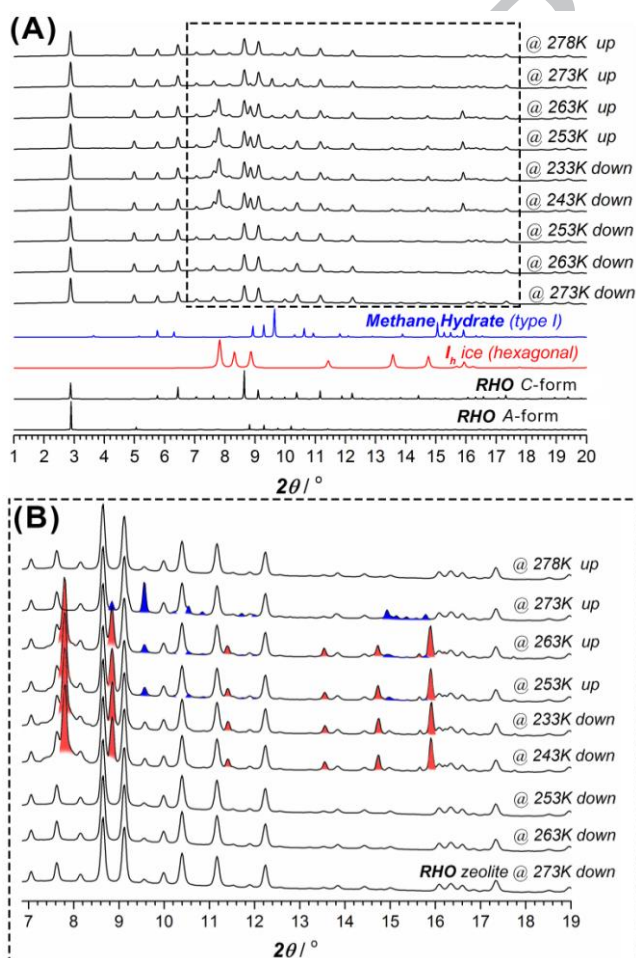 (A)
@ 278K up
@ 273K up
@ 263K up
@ 253K up
@ 233K down
@ 243K down
@ 253K down
@ 263K down
@ 273K down
Methane Hydrate (type I)
Ih ice (hexagonal)
RHO C-form
RHO A-form
1 2 3 4 5 6 7 8 9 10 11 12 13 14 15 16 17 18 19 20
2θ / °
(B)
@ 278K up
@ 273K up
@ 263K up
@ 253K up
@ 233K down
@ 243K down
@ 253K down
@ 263K down
RHO zeolite @ 273K down
7 8 9 10 11 12 13 14 15 16 17 18 19
2θ / °